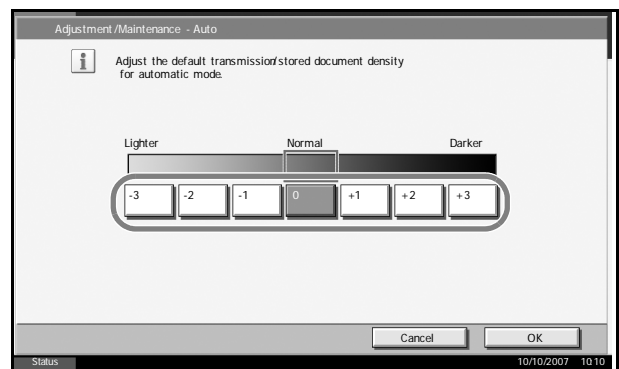 Adjustment/Maintenance - Auto
i
Adjust the default transmission/stored document density
for automatic mode.
Lighter Normal Darker
-3 -2 -1 0 +1 +2 +3
Cancel OK
Status 10/10/2007 10:10